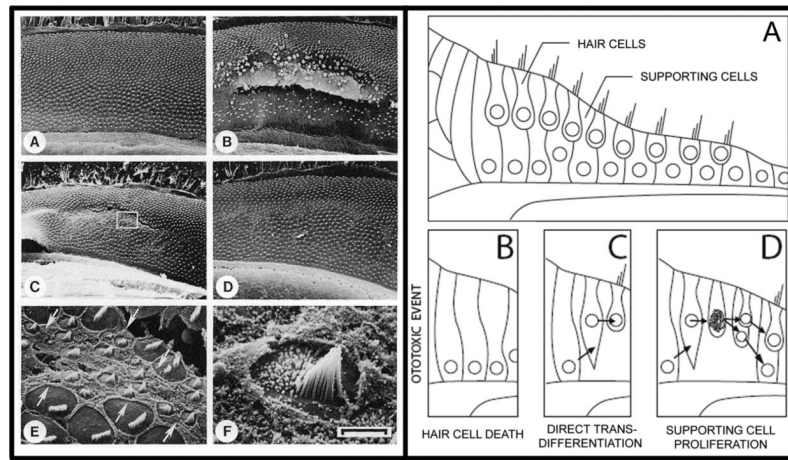 A
B
C
D
E
F
A
HAIR CELLS
SUPPORTING CELLS
B
C
D
OTOTOXIC EVENT
HAIR CELL DEATH
DIRECT TRANS-
DIFFERENTIATION
SUPPORTING CELL
PROLIFERATION